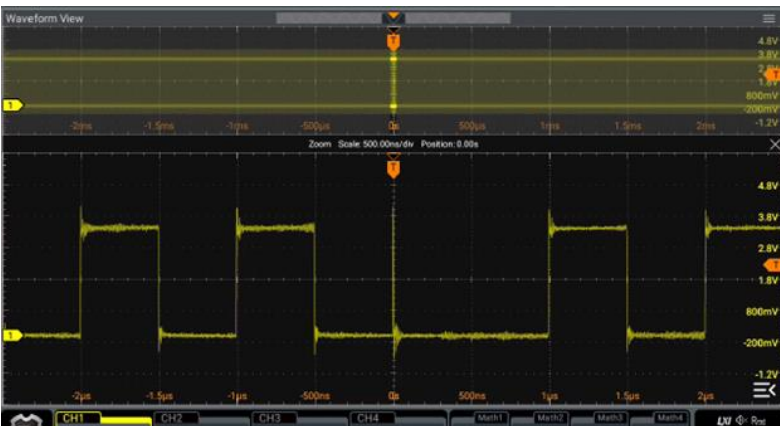 Waveform View
T
4.8V
3.8V
T
1.8V
800mV
1
-200mV
-1.2V
-2ms -1.5ms -1ms -500µs 0s 500µs 1ms 1.5ms 2ms
Zoom Scale: 500.00ns/div Position: 0.00s
T
4.8V
3.8V
2.8V
T
1.8V
800mV
1
-200mV
-1.2V
-2µs -1.5µs -1µs -500ns 0s 500ns 1µs 1.5µs 2µs
CH1 CH2 CH3 CH4 Math1 Math2 Math3 Math4 LXI